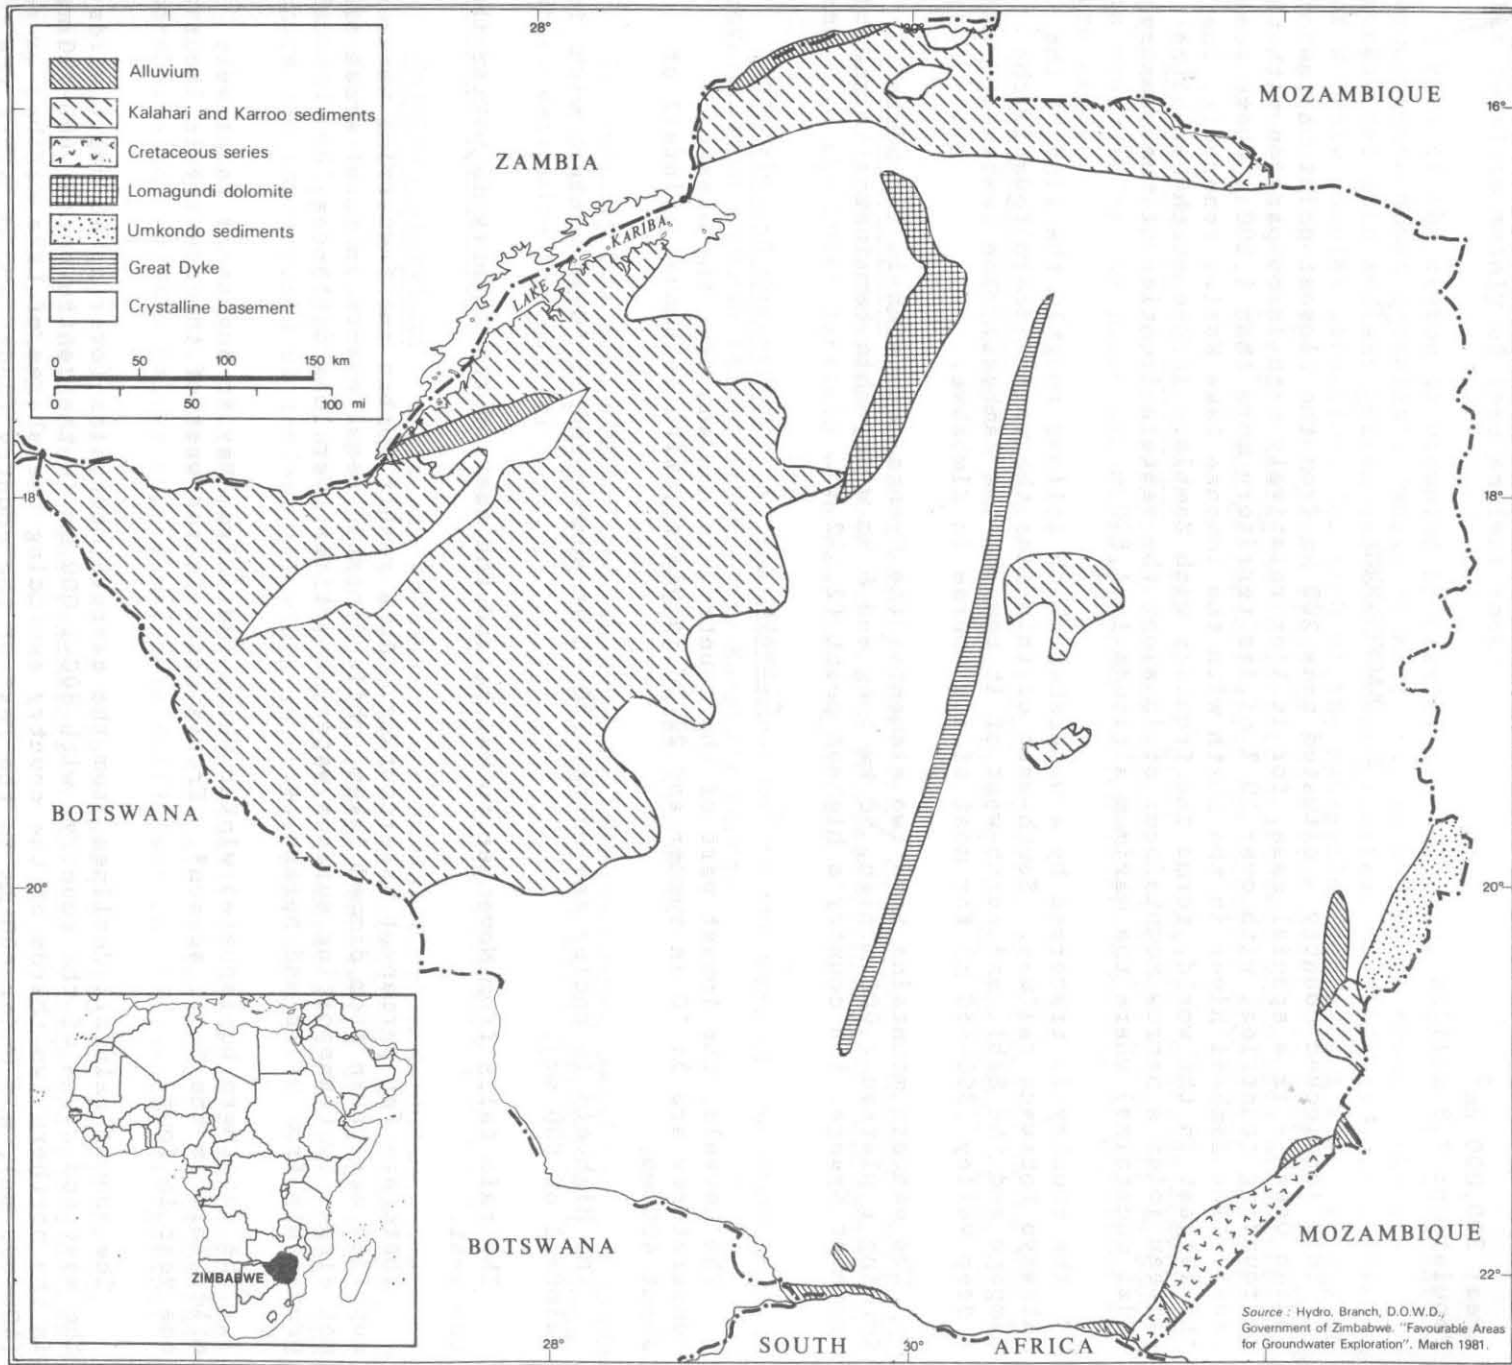 28°
30°
Alluvium
Kalahari and Karroo sediments
Cretaceous series
Lomagundi dolomite
Umkondo sediments
Great Dyke
Crystalline basement
0 50 100 150 km
0 50 100 mi
MOZAMBIQUE
16°
ZAMBIA
LAKE KARIBA
18°
18°
BOTSWANA
20°
20°
ZIMBABWE
BOTSWANA
MOZAMBIQUE
22°
28°
SOUTH
30°
AFRICA
Source : Hydro. Branch, D.O.W.D.,
Government of Zimbabwe. "Favourable Areas
for Groundwater Exploration". March 1981.